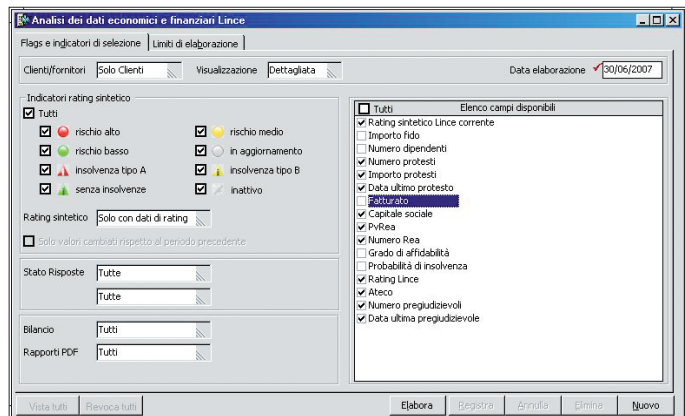 Analisi dei dati economici e finanziari Lince
Flags e indicatori di selezione Limiti di elaborazione
Clienti/fornitori Solo Clienti Visualizzazione Dettagliata Data elaborazione 30/06/2007
Indicatori rating sintetico
Tutti
rischio alto rischio medio
rischio basso in aggiornamento
insolvenza tipo A insolvenza tipo B
senza insolvenze inattivo
Rating sintetico Solo con dati di rating
Solo valori cambiati rispetto al periodo precedente
Stato Risposte Tutte
Tutte
Bilancio Tutti
Rapporti PDF Tutti
Tutti Elenco campi disponibili
Rating sintetico Lince corrente
Importo fido
Numero dipendenti
Numero protesti
Importo protesti
Data ultimo protesto
Fatturato
Capitale sociale
PvRea
Numero Rea
Grado di affidabilità
Probabilità di insolvenza
Rating Lince
Ateco
Numero pregiudizievoli
Data ultima pregiudizievole
Vista tutti Revoca tutti Elabora Registra Annulla Elimina Nuovo